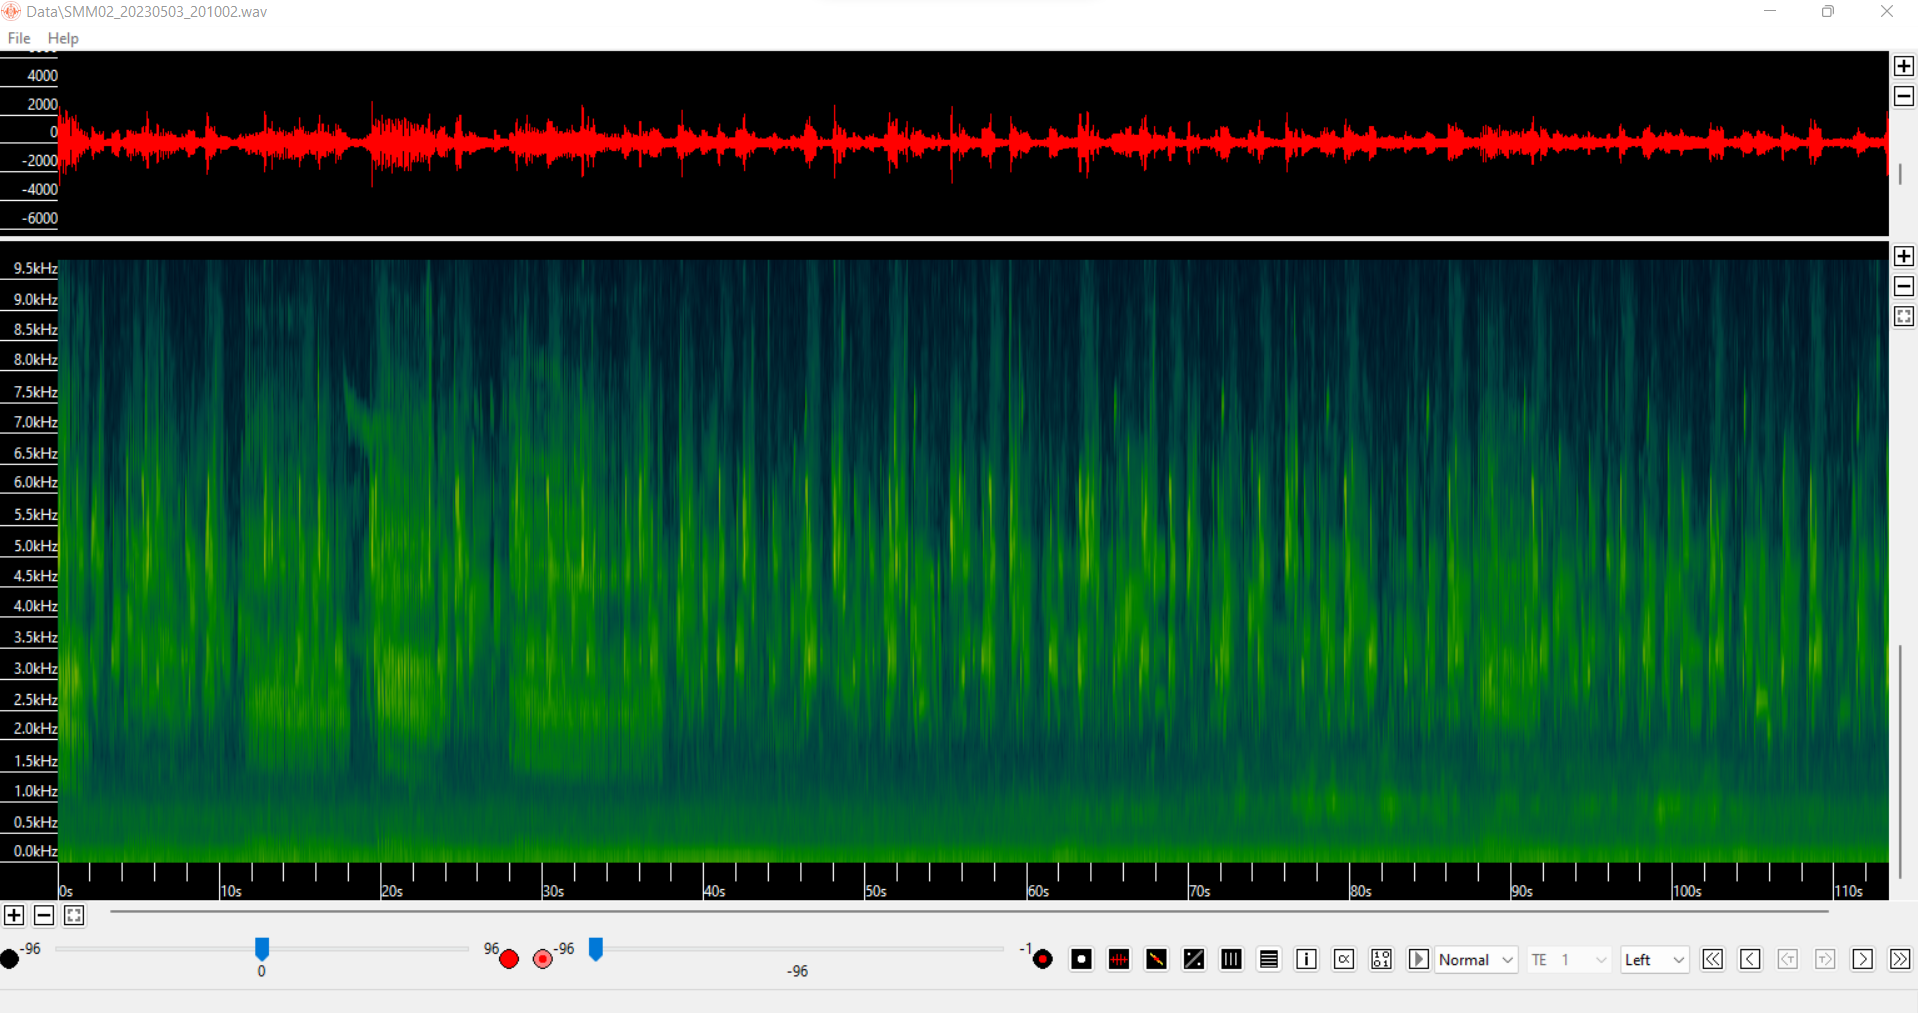 Data\SMM02_20230503_201002.wav
File Help
4000
2000
0
-2000
-4000
-6000
9.5kHz
9.0kHz
8.5kHz
8.0kHz
7.5kHz
7.0kHz
6.5kHz
6.0kHz
5.5kHz
5.0kHz
4.5kHz
4.0kHz
3.5kHz
3.0kHz
2.5kHz
2.0kHz
1.5kHz
1.0kHz
0.5kHz
0.0kHz
0s 10s 20s 30s 40s 50s 60s 70s 80s 90s 100s 110s
-96 96 -96 -1
0 -96
Normal TE 1 Left